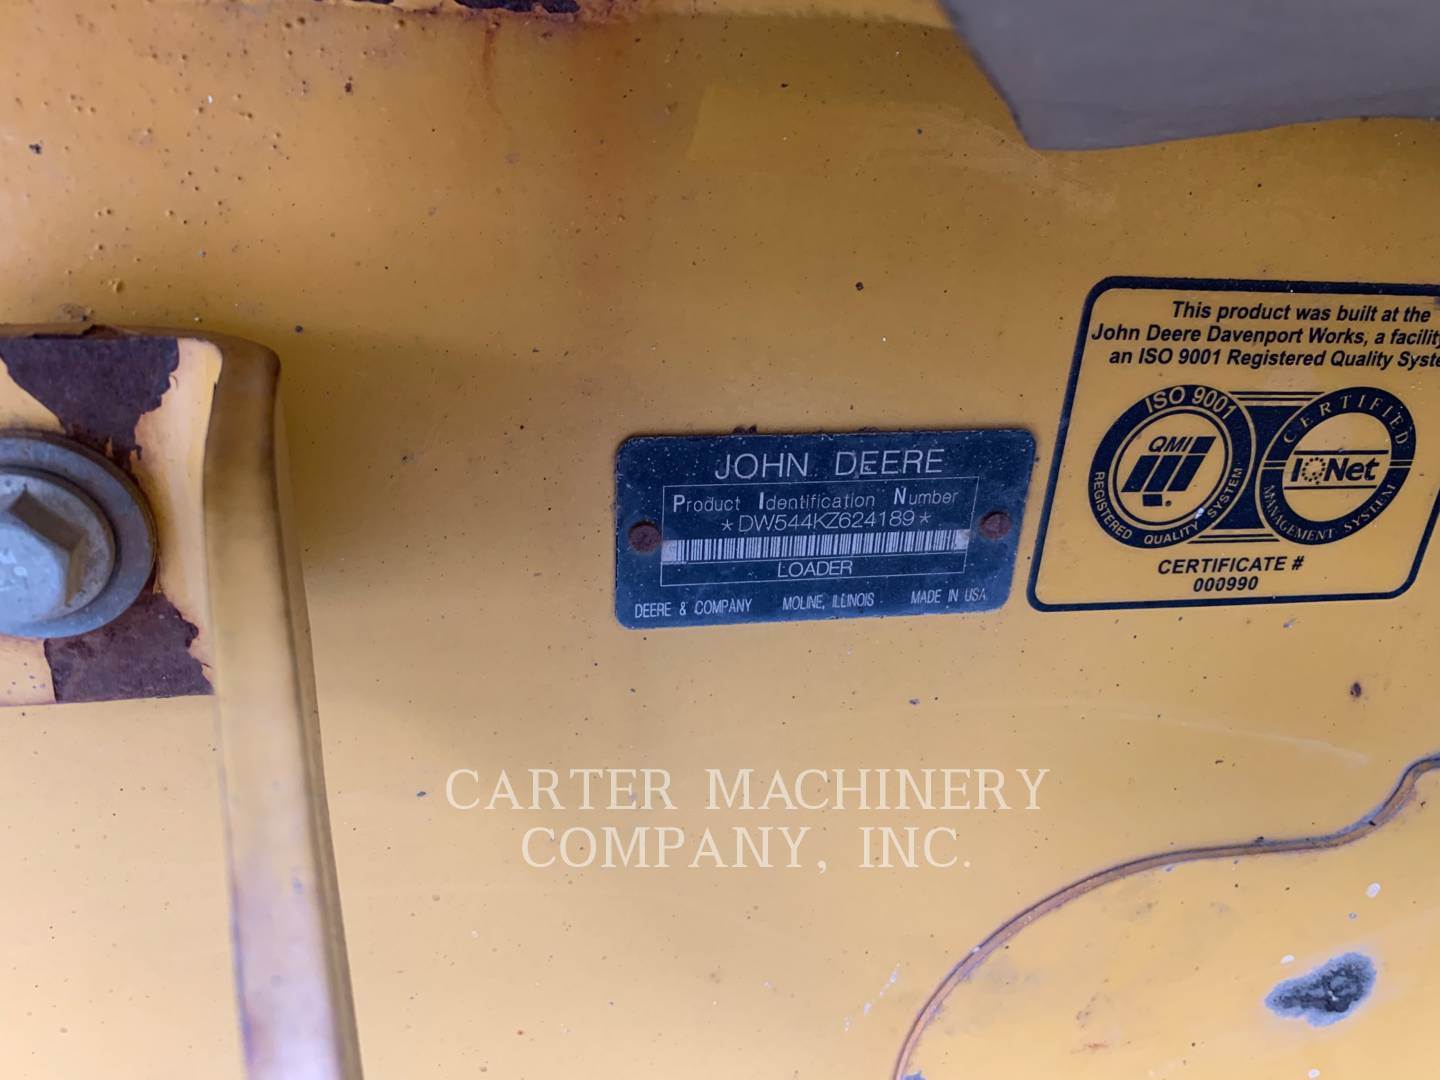 This product was built at the
John Deere Davenport Works, a facility
an ISO 9001 Registered Quality
ISO 9001
QMI
REGISTERED QUALITY SYSTEM
CERTIFIED
IQNet
MANAGEMENT SYSTEM
CERTIFICATE #
000990
JOHN DEERE
Product Identification Number
*DW544KZ624189*
LOADER
DEERE & COMPANY MOLINE, ILLINOIS MADE IN USA
CARTER MACHINERY
COMPANY, INC.